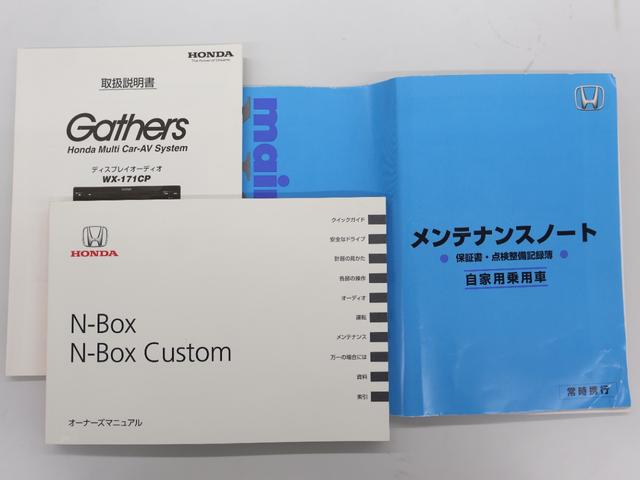 HONDA
The Power of Dreams
取扱説明書
Gathers
Honda Multi Car-AV System
ディスプレイオーディオ
WX-171CP
main
メンテナンスノート
保証書・点検整備記録簿
自家用乗用車
常時携行
HONDA
N-Box
N-Box Custom
オーナーズマニュアル
クイックガイド
安全なドライブ
計器の見かた
各部の操作
オーディオ
運転
メンテナンス
万一の場合には
資料
索引